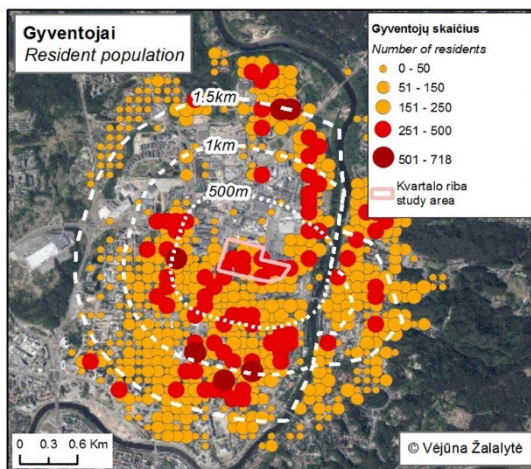 Gyventojai
Resident population
Gyventojų skaičius
Number of residents
0 - 50
51 - 150
151 - 250
251 - 500
501 - 718
Kvartalo riba
study area
1.5km
1km
500m
0 0.3 0.6 Km
© Vėjūna Žalalytė